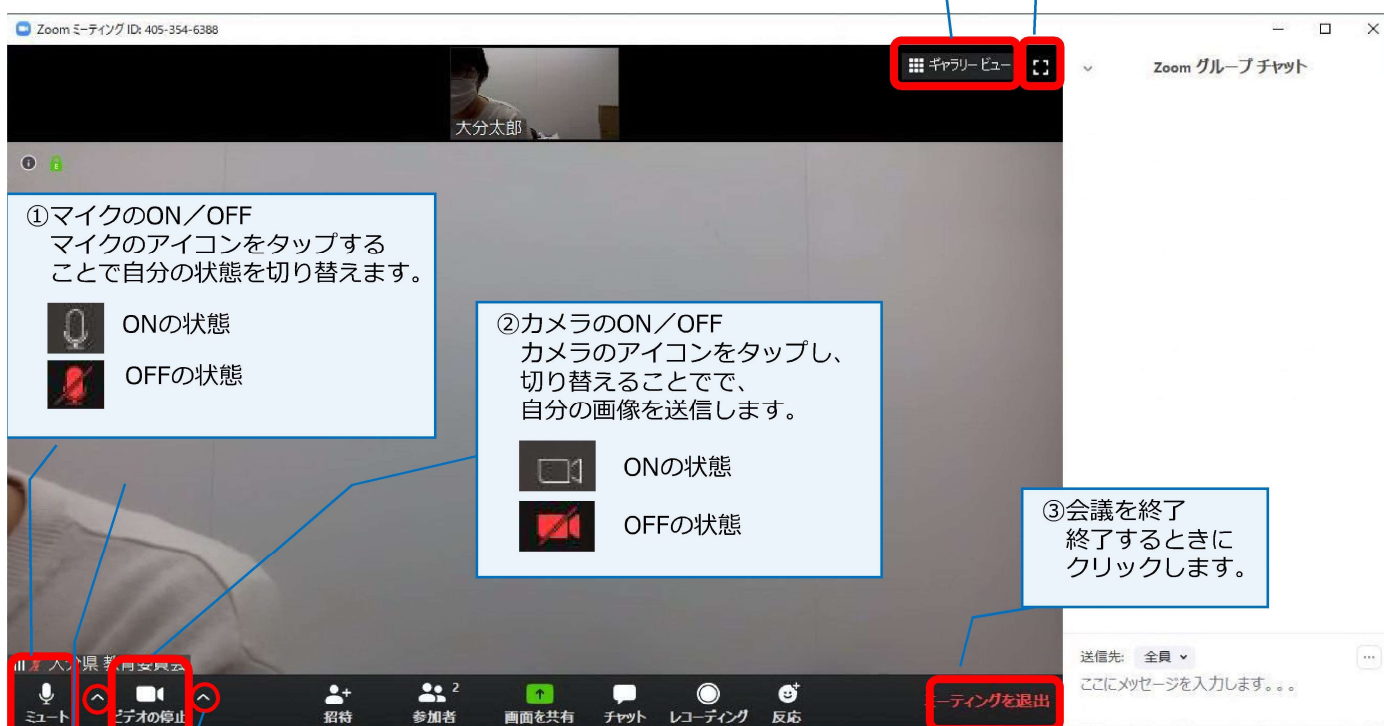 Zoom ミーティング ID: 405-354-6388
ギャラリー ビュー
Zoom グループ チャット
大分太郎
①マイクのON／OFF
マイクのアイコンをタップする
ことで自分の状態を切り替えます。
ONの状態
OFFの状態
②カメラのON／OFF
カメラのアイコンをタップし、
切り替えることでで、
自分の画像を送信します。
ONの状態
OFFの状態
③会議を終了
終了するときに
クリックします。
大分県 教育委員会
送信先: 全員
ここにメッセージを入力します。。。
ミュート
ビデオの停止
招待
参加者 2
画面を共有
チャット
レコーディング
反応
ミーティングを退出